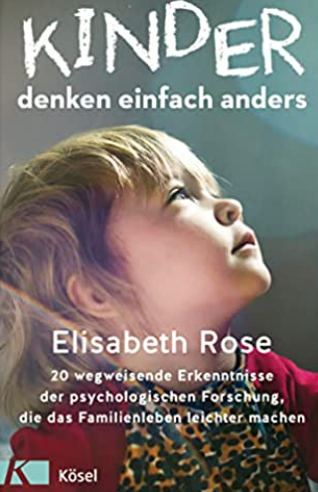 KINDER
denken einfach anders
Elisabeth Rose
20 wegweisende Erkenntnisse
der psychologischen Forschung,
die das Familienleben leichter machen
K Kösel